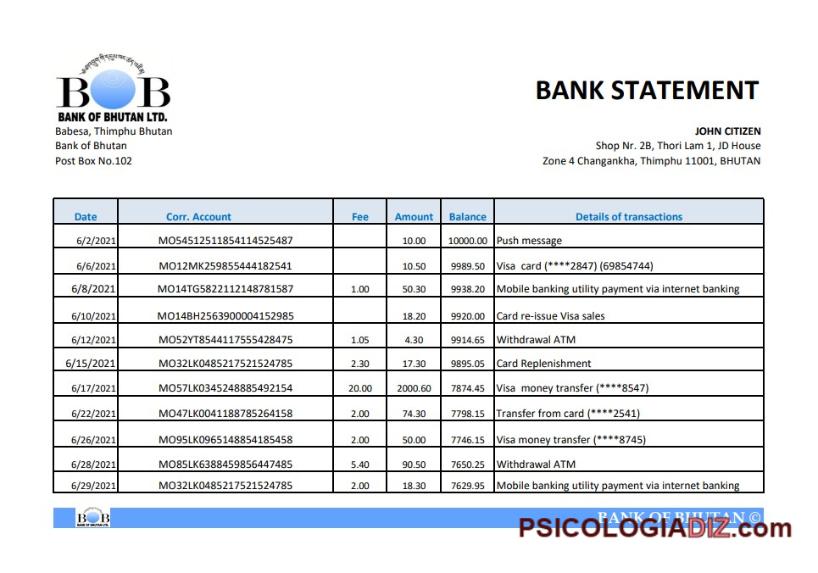 BOB
BANK OF BHUTAN LTD.
Babesa, Thimphu Bhutan
Bank of Bhutan
Post Box No.102
BANK STATEMENT
JOHN CITIZEN
Shop Nr. 2B, Thori Lam 1, JD House
Zone 4 Changankha, Thimphu 11001, BHUTAN
Date Corr. Account Fee Amount Balance Details of transactions
6/2/2021 MO54512511854114525487 10.00 10000.00 Push message
6/6/2021 MO12MK259855444182541 10.50 9989.50 Visa card (****2847) (69854744)
6/8/2021 MO14TG5822112148781587 1.00 50.30 9938.20 Mobile banking utility payment via internet banking
6/10/2021 MO14BH2563900004152985 18.20 9920.00 Card re-issue Visa sales
6/12/2021 MO52YT8544117555428475 1.05 4.30 9914.65 Withdrawal ATM
6/15/2021 MO32LK0485217521524785 2.30 17.30 9895.05 Card Replenishment
6/17/2021 MO57LK0345248885492154 20.00 2000.60 7874.45 Visa money transfer (****8547)
6/22/2021 MO47LK0041188785264158 2.00 74.30 7798.15 Transfer from card (****2541)
6/26/2021 MO95LK0965148854185458 2.00 50.00 7746.15 Visa money transfer (****8745)
6/28/2021 MO85LK6388459856447485 5.40 90.50 7650.25 Withdrawal ATM
6/29/2021 MO32LK0485217521524785 2.00 18.30 7629.95 Mobile banking utility payment via internet banking
BOB
BANK OF BHUTAN LTD.
BANK OF BHUTAN ©
PSICOLOGIADIZ.com